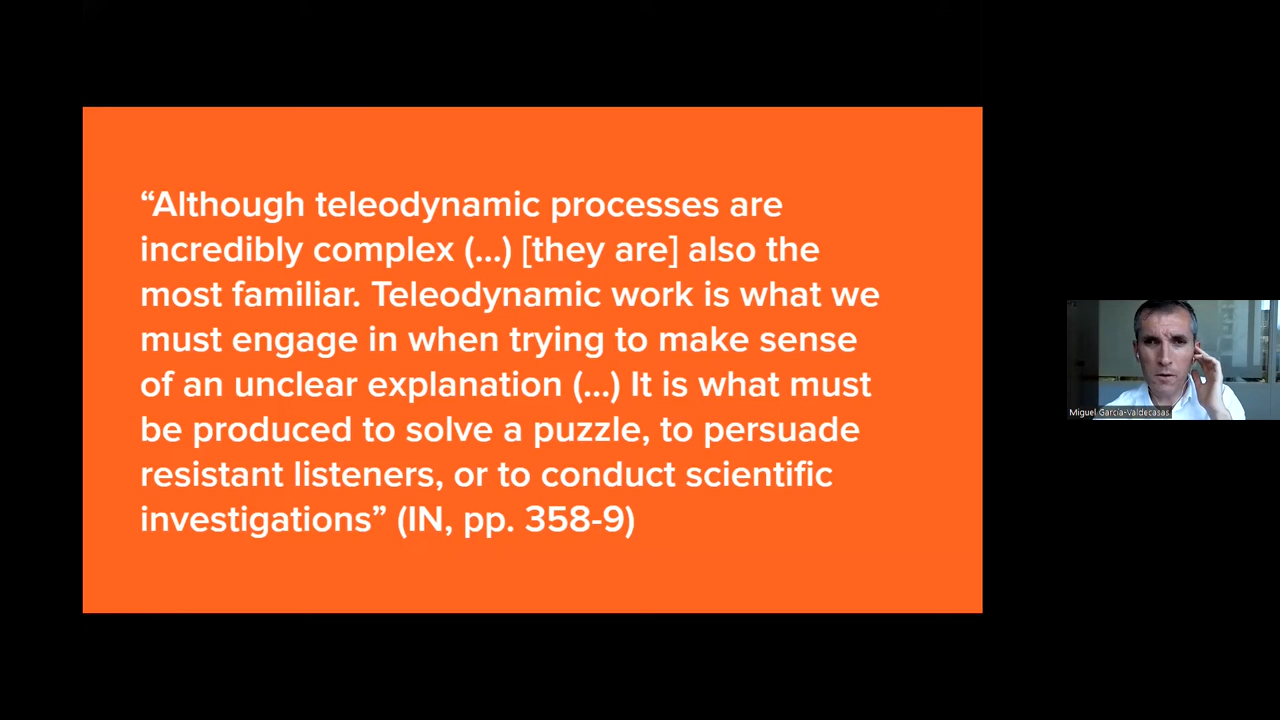 “Although teleodynamic processes are
incredibly complex (...) [they are] also the
most familiar. Teleodynamic work is what we
must engage in when trying to make sense
of an unclear explanation (...) It is what must
be produced to solve a puzzle, to persuade
resistant listeners, or to conduct scientific
investigations” (IN, pp. 358-9)
Miguel García-Valdecasas